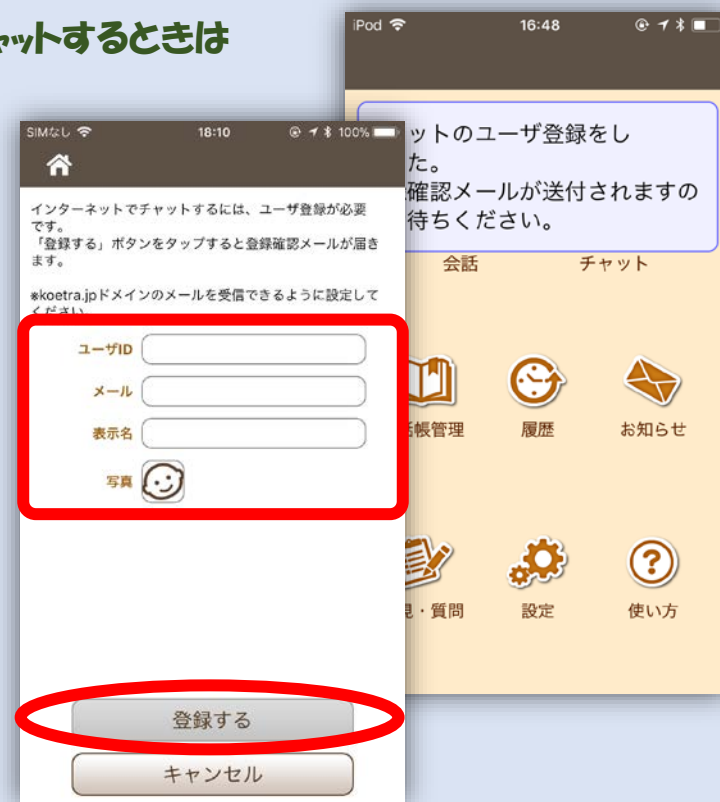 ャットするときは
iPod
16:48
ットのユーザ登録をし
た。
確認メールが送付されますの
待ちください。
会話
チャット
帳管理
履歴
お知らせ
・質問
設定
使い方
SIMなし
18:10
100%
インターネットでチャットするには、ユーザ登録が必要
です。
「登録する」ボタンをタップすると登録確認メールが届き
ます。
※koetra.jpドメインのメールを受信できるように設定して
ください。
ユーザID
メール
表示名
写真
登録する
キャンセル